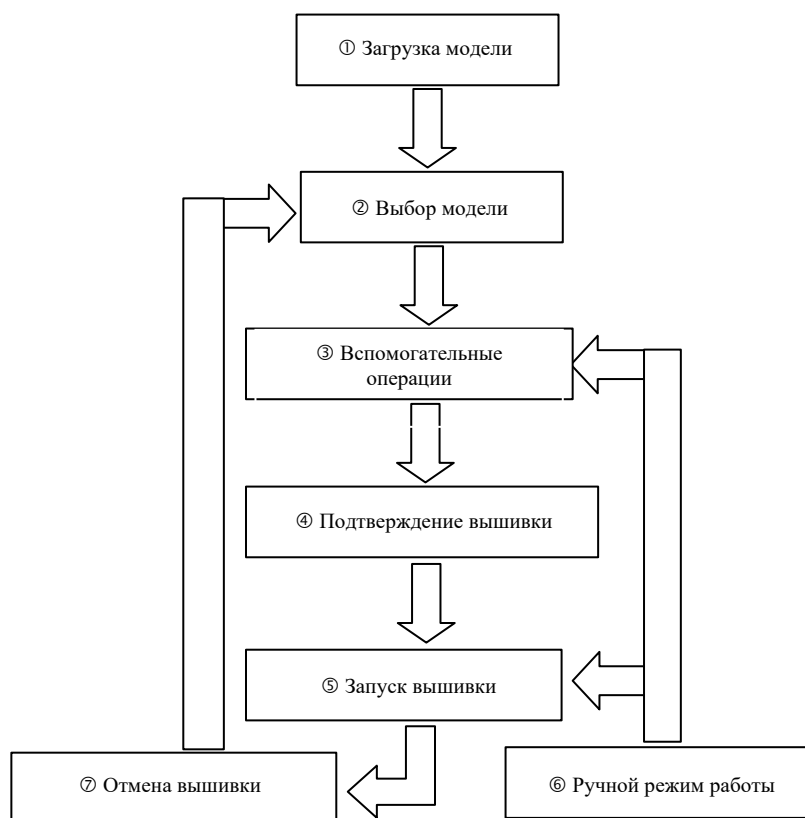 ① Загрузка модели
② Выбор модели
③ Вспомогательные
операции
④ Подтверждение вышивки
⑤ Запуск вышивки
⑦ Отмена вышивки
⑥ Ручной режим работы